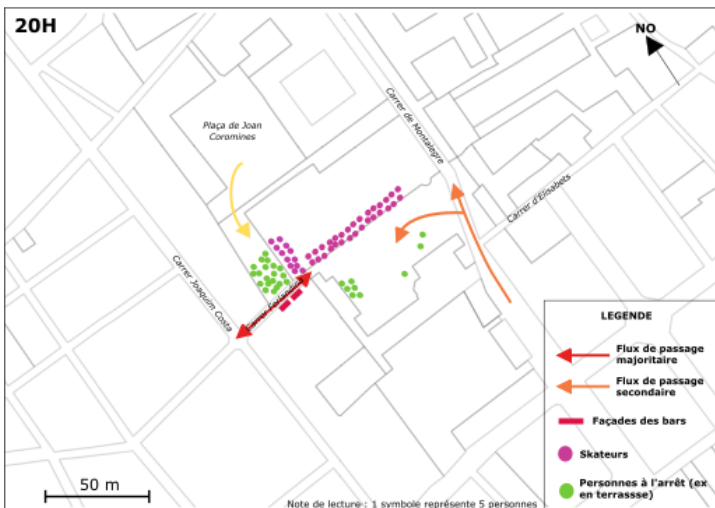 20H
NO
Plaça de Joan
Coromines
Carrer de Montalegre
Carrer d'Elisabets
Carrer Joaquim Costa
Carrer Ferlandina
LEGENDE
Flux de passage
majoritaire
Flux de passage
secondaire
Façades des bars
Skateurs
Personnes à l'arrêt (ex
en terrassse)
50 m
Note de lecture : 1 symbole représente 5 personnes